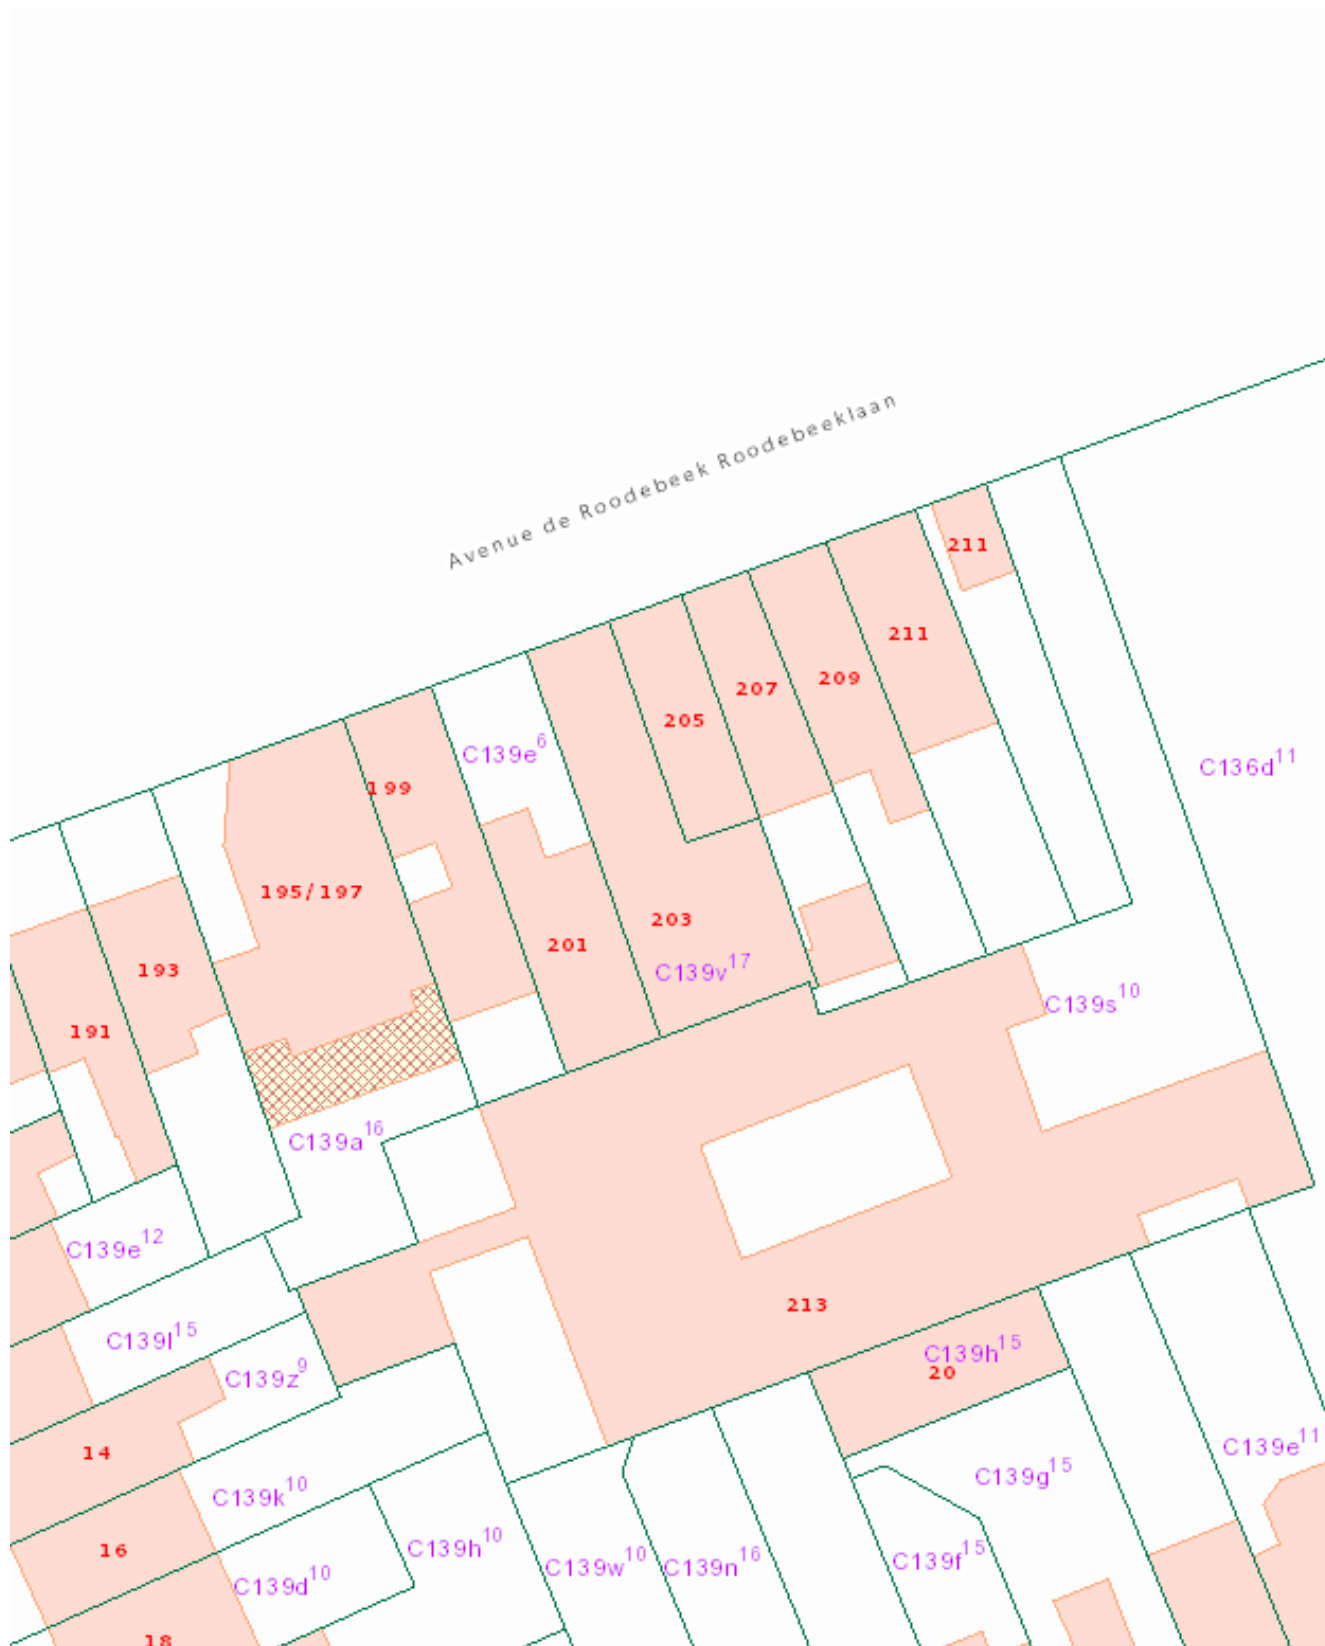 Avenue de Roodebeek Roodebeeklaan
211
211
209
207
205
C139e⁶
C136d¹¹
199
195/197
203
201
C139v¹⁷
193
C139s¹⁰
191
C139a¹⁶
C139e¹²
213
C139l¹⁵
C139z⁹
C139h¹⁵
20
14
C139e¹¹
C139g¹⁵
C139k¹⁰
16
C139h¹⁰
C139w¹⁰
C139n¹⁶
C139f¹⁵
C139d¹⁰
18